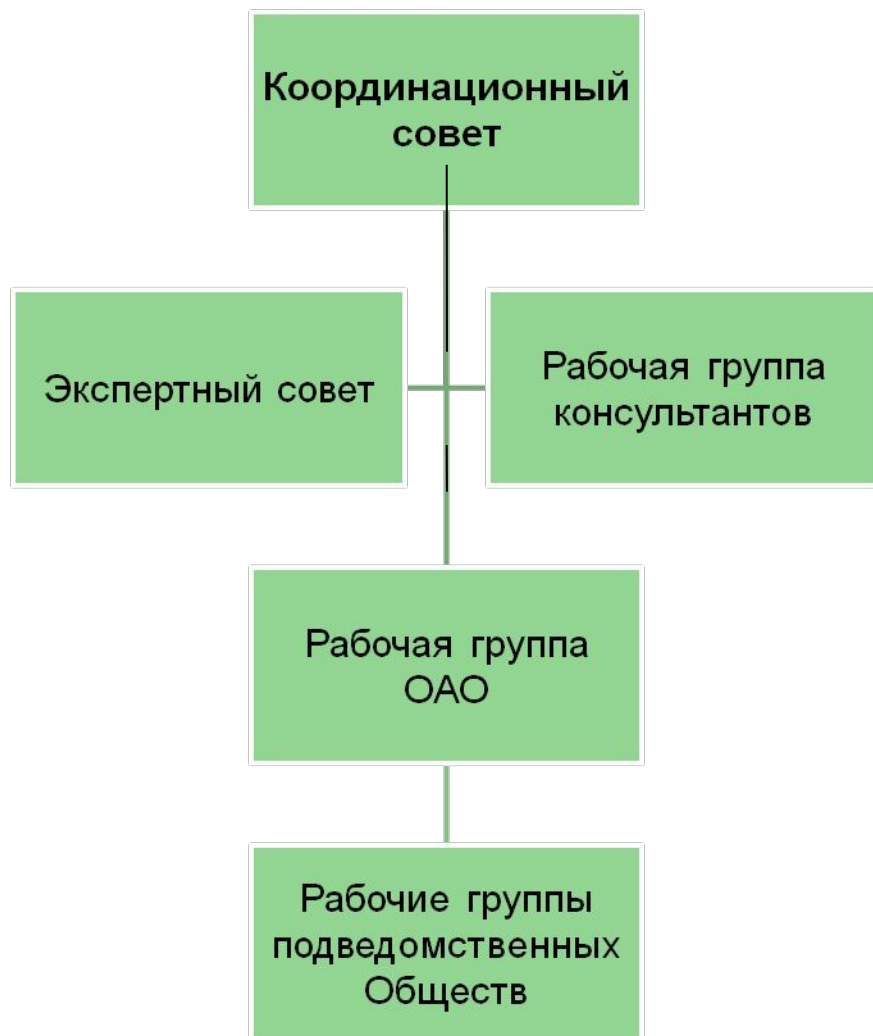 Координационный
совет
Экспертный совет
Рабочая группа
консультантов
Рабочая группа
ОАО
Рабочие группы
подведомственных
Обществ